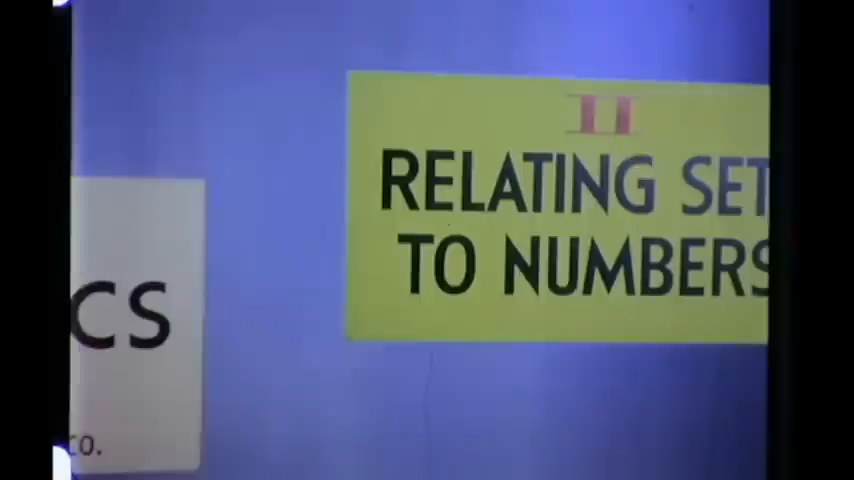 II
RELATING SET
TO NUMBERS
CS
CO.